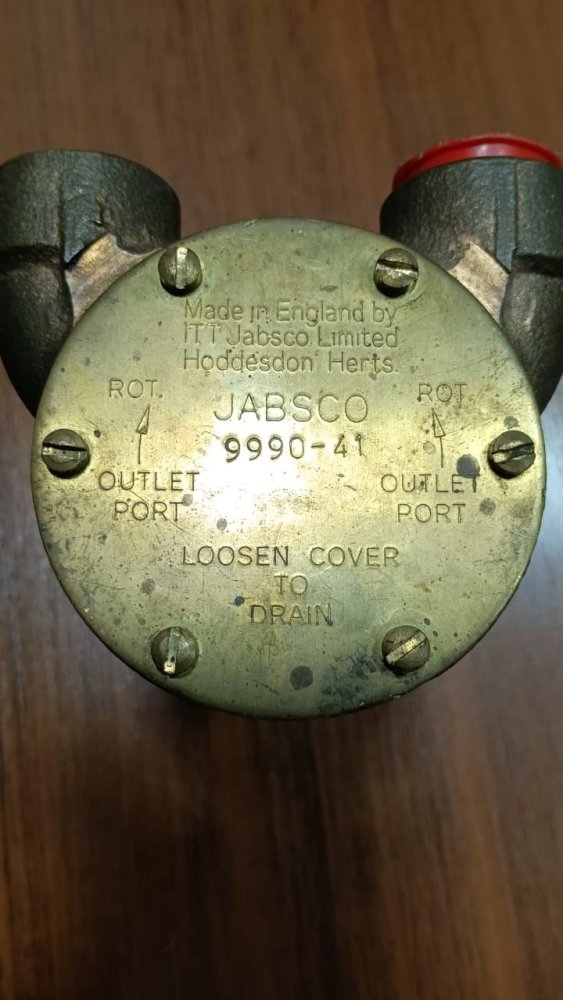 Made in England by
ITT Jabsco Limited
Hoddesdon Herts.
ROT.
ROT
JABSCO
9990-41
OUTLET
PORT
OUTLET
PORT
LOOSEN COVER
TO
DRAIN